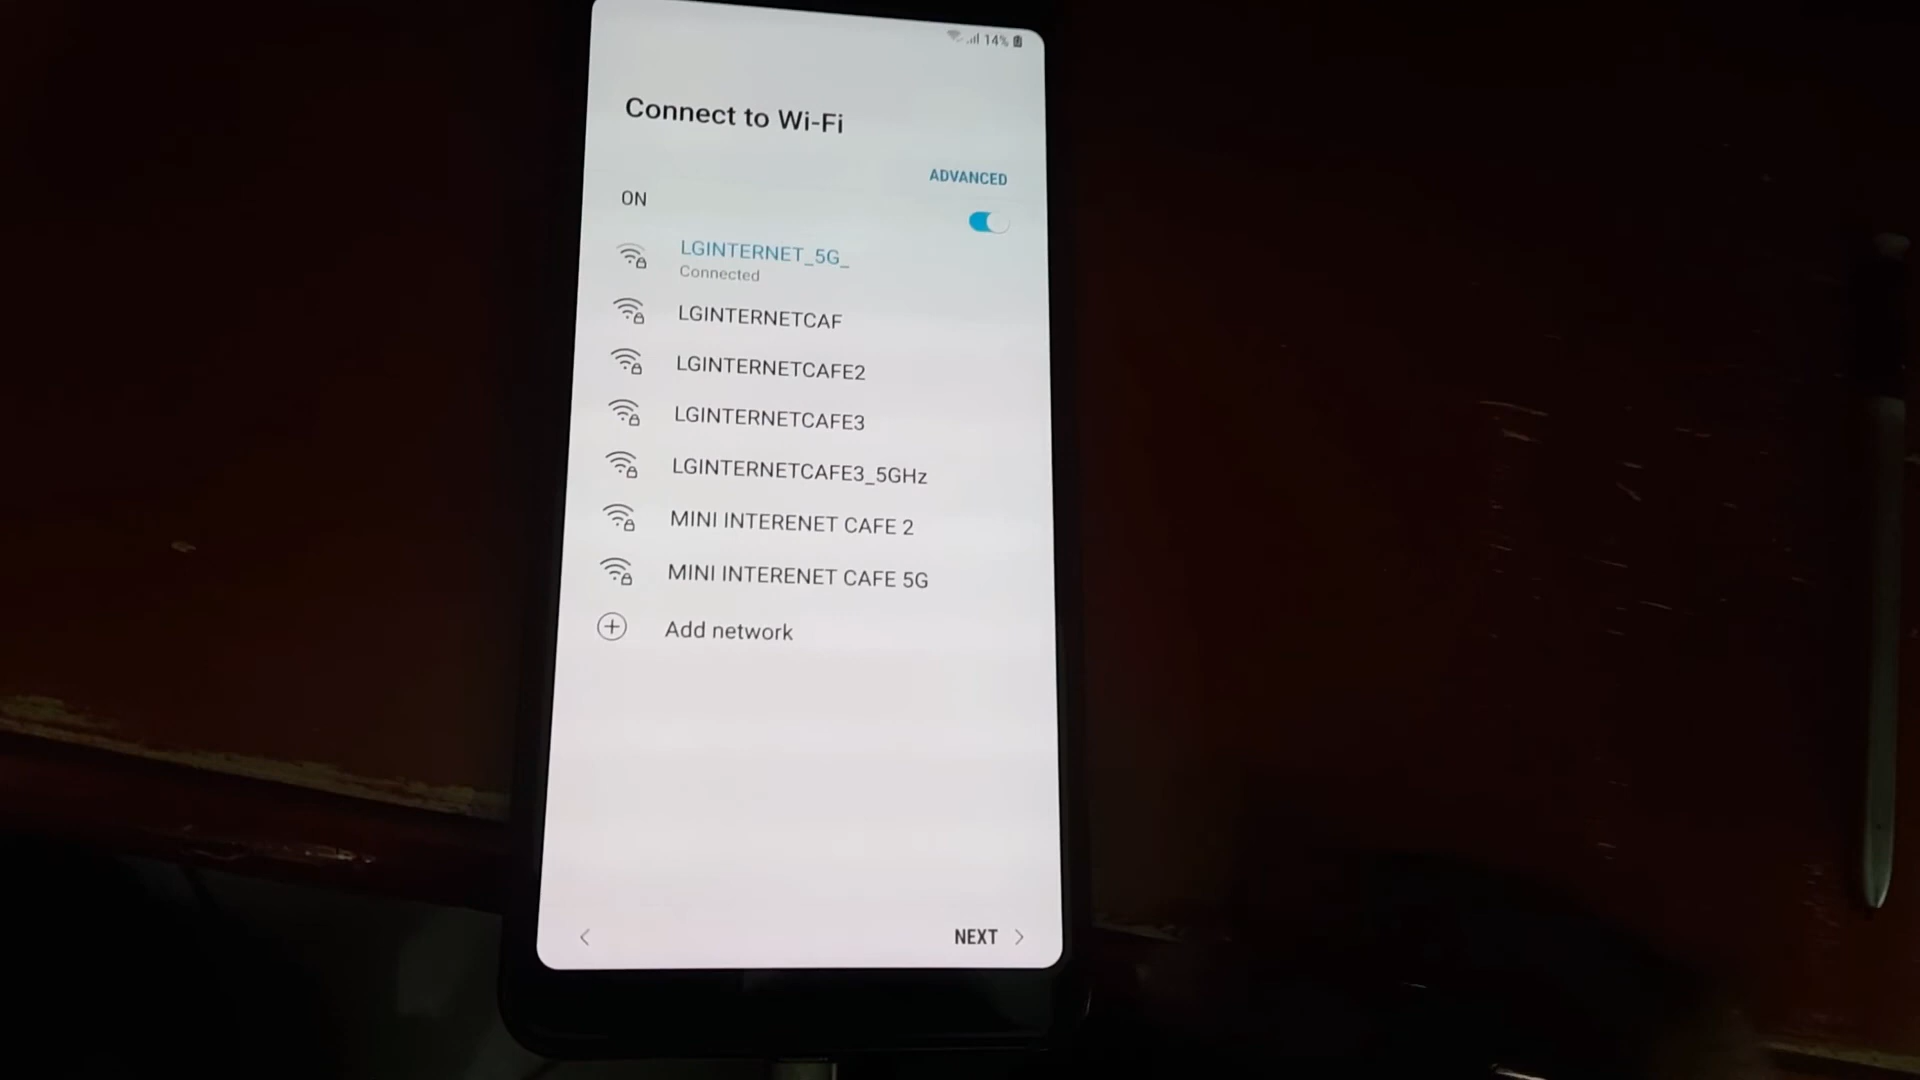 14%
Connect to Wi-Fi
ADVANCED
ON
LGINTERNET_5G_
Connected
LGINTERNETCAF
LGINTERNETCAFE2
LGINTERNETCAFE3
LGINTERNETCAFE3_5GHz
MINI INTERENET CAFE 2
MINI INTERENET CAFE 5G
Add network
NEXT